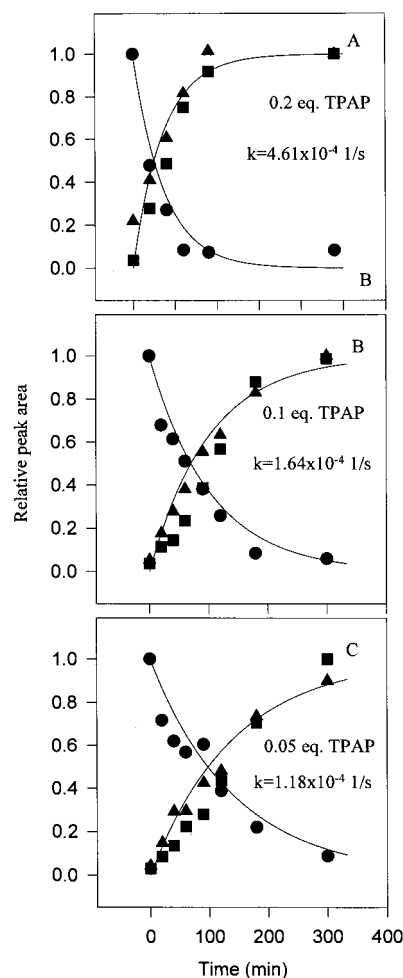 A
1.0
0.8
0.6
0.4
0.2
0.0
0.2 eq. TPAP
k=4.61x10⁻⁴ 1/s
B
B
1.0
0.8
0.6
0.4
0.2
0.0
0.1 eq. TPAP
k=1.64x10⁻⁴ 1/s
Relative peak area
C
1.0
0.8
0.6
0.4
0.2
0.0
0.05 eq. TPAP
k=1.18x10⁻⁴ 1/s
0 100 200 300 400
Time (min)